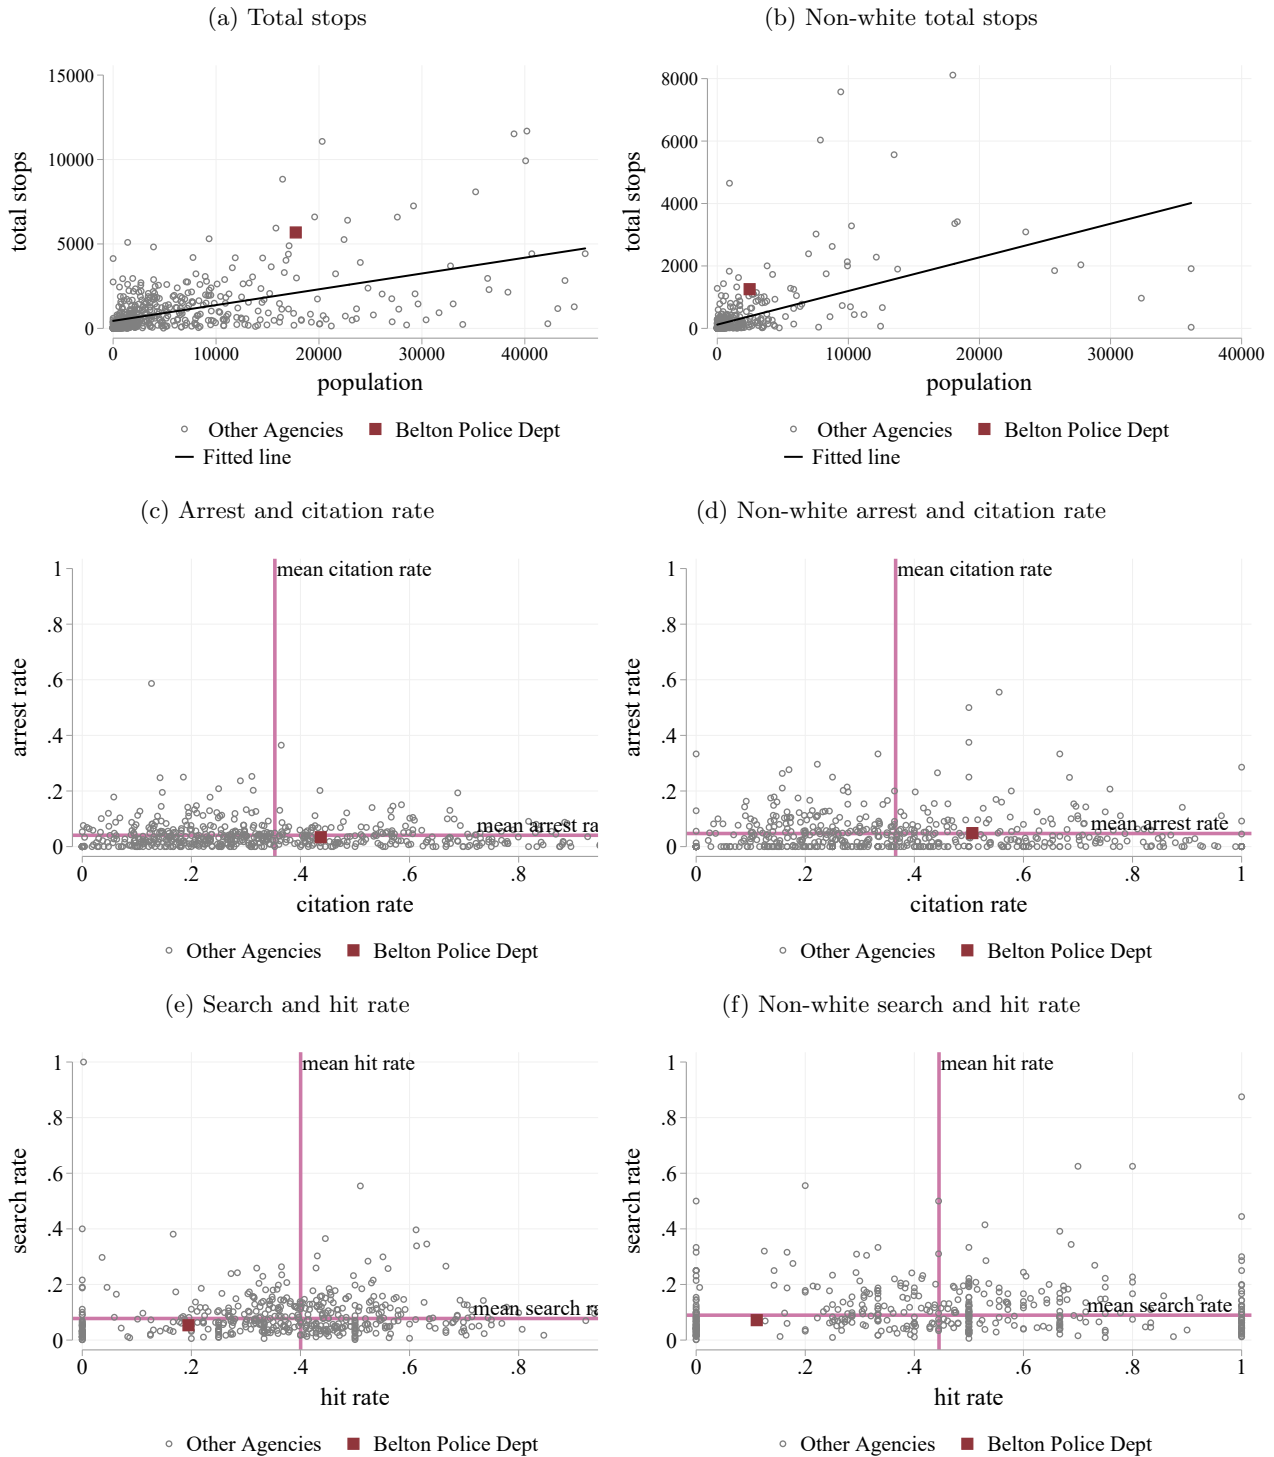 (a) Total stops
(b) Non-white total stops
15000
10000
5000
0
total stops
0 10000 20000 30000 40000
population
Other Agencies Belton Police Dept
Fitted line
8000
6000
4000
2000
0
total stops
0 10000 20000 30000 40000
population
Other Agencies Belton Police Dept
Fitted line
(c) Arrest and citation rate
(d) Non-white arrest and citation rate
1
.8
.6
.4
.2
0
arrest rate
mean citation rate
mean arrest ra
0 .2 .4 .6 .8
citation rate
Other Agencies Belton Police Dept
1
.8
.6
.4
.2
0
arrest rate
mean citation rate
mean arrest rate
0 .2 .4 .6 .8 1
citation rate
Other Agencies Belton Police Dept
(e) Search and hit rate
(f) Non-white search and hit rate
1
.8
.6
.4
.2
0
search rate
mean hit rate
mean search ra
0 .2 .4 .6 .8
hit rate
Other Agencies Belton Police Dept
1
.8
.6
.4
.2
0
search rate
mean hit rate
mean search rate
0 .2 .4 .6 .8 1
hit rate
Other Agencies Belton Police Dept